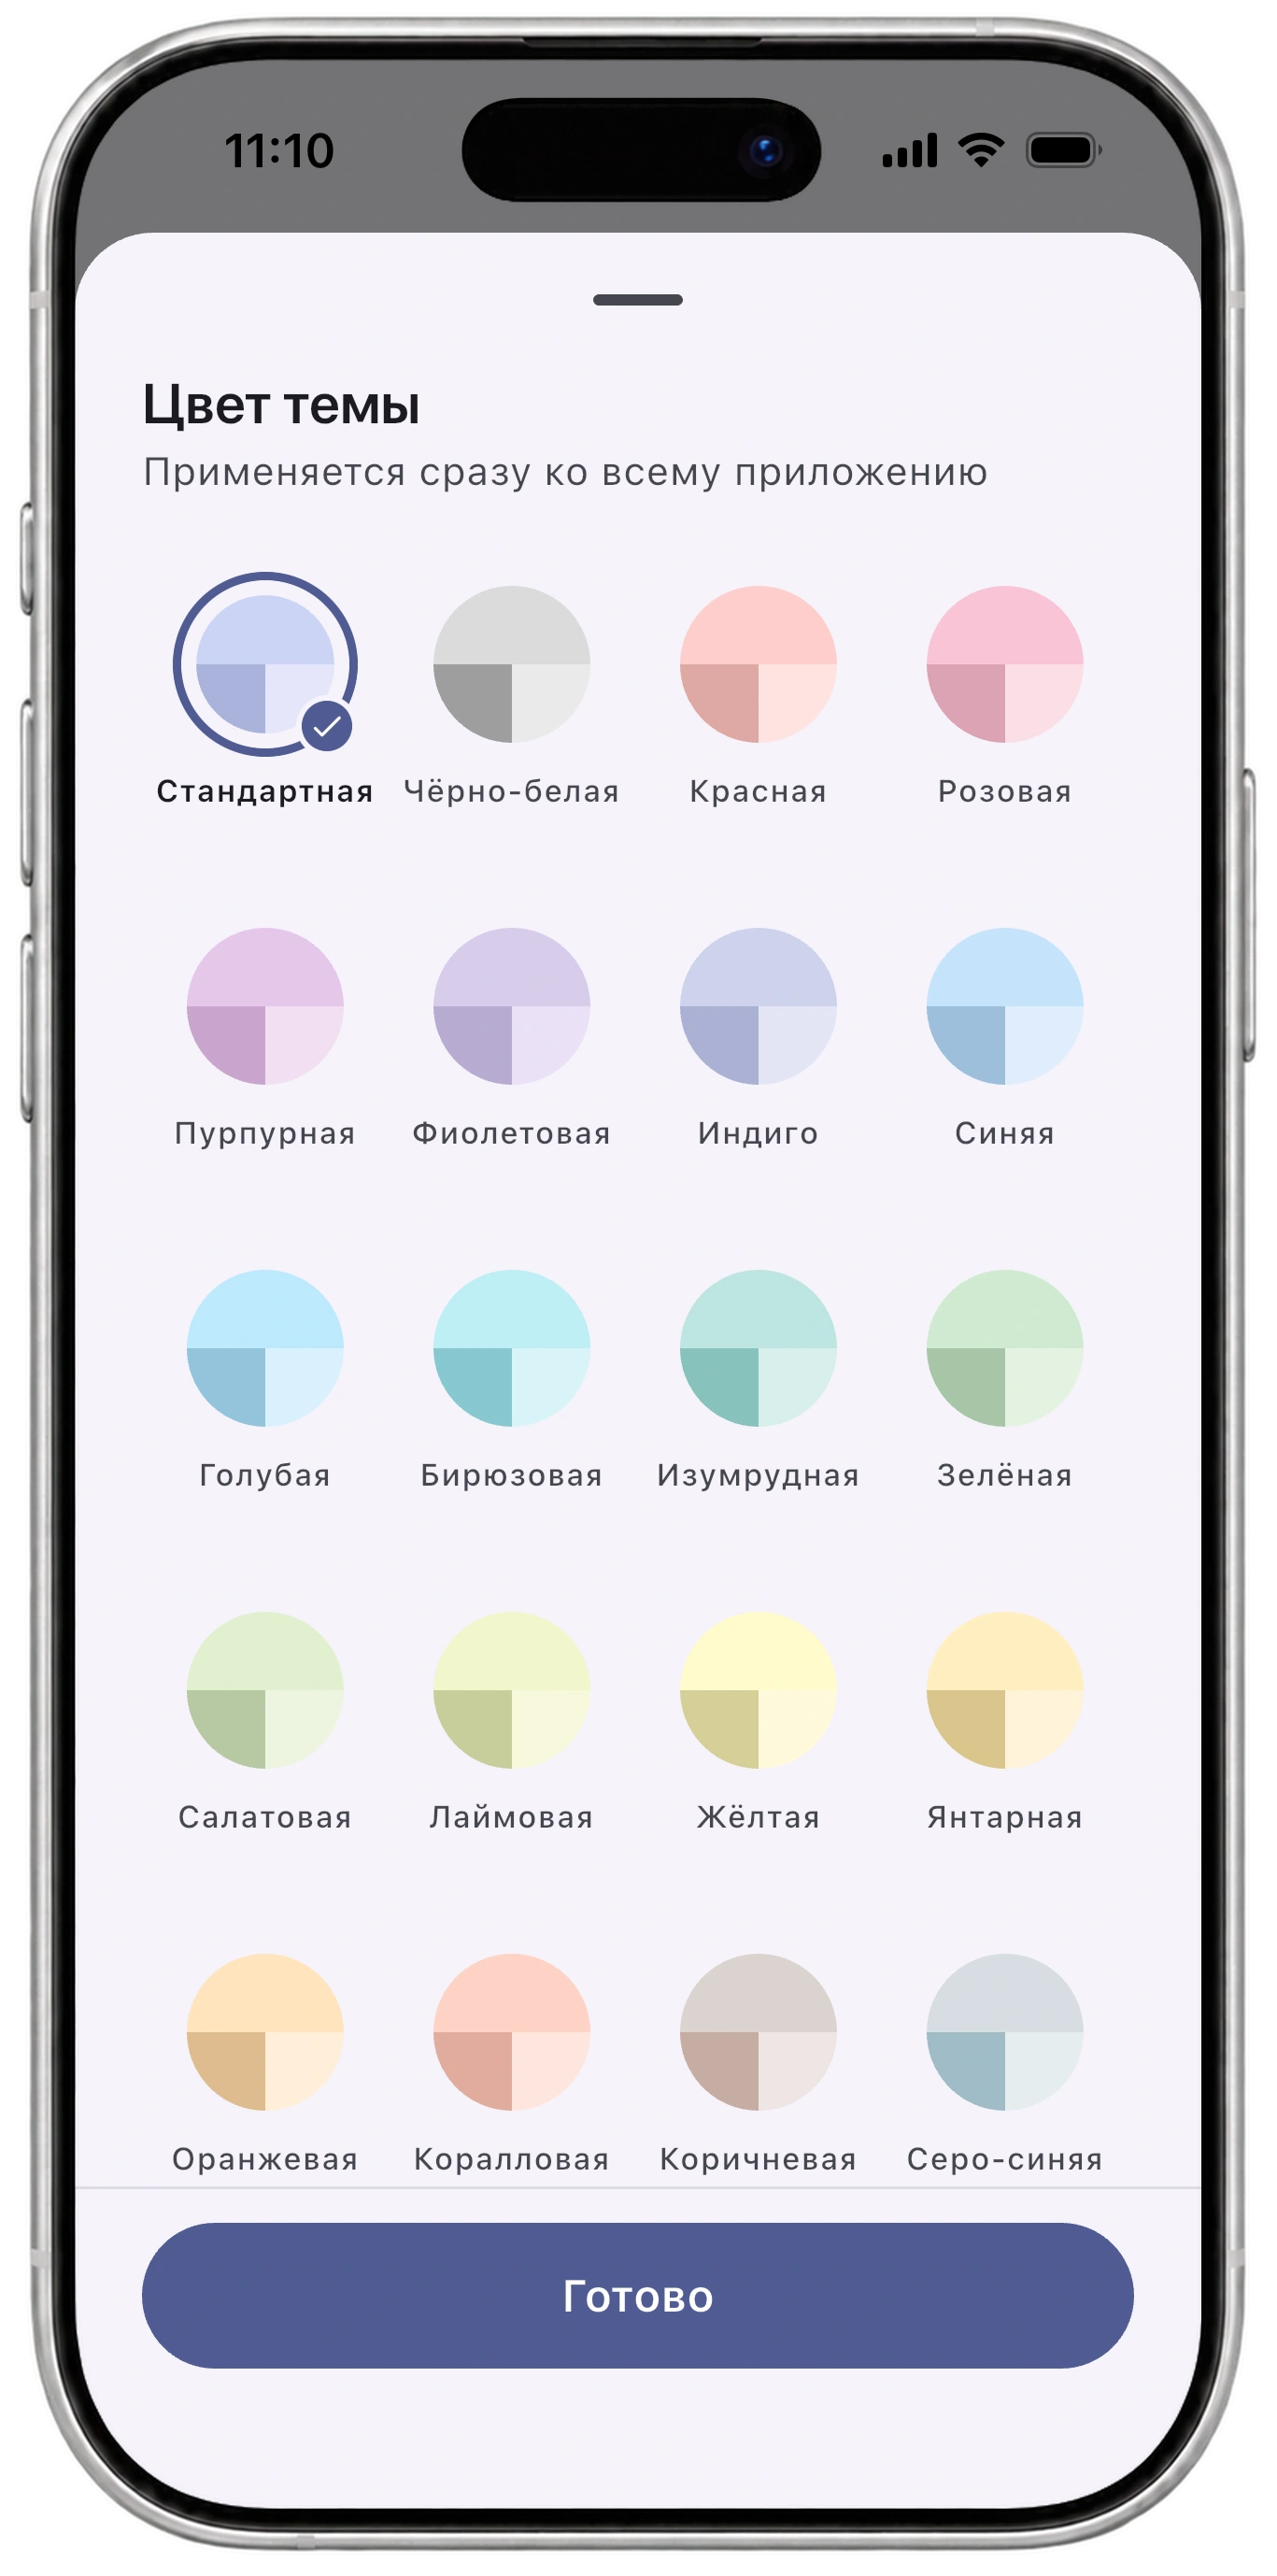 11:10
Цвет темы
Применяется сразу ко всему приложению
Стандартная Чёрно-белая Красная Розовая
Пурпурная Фиолетовая Индиго Синяя
Голубая Бирюзовая Изумрудная Зелёная
Салатовая Лаймовая Жёлтая Янтарная
Оранжевая Коралловая Коричневая Серо-синяя
Готово